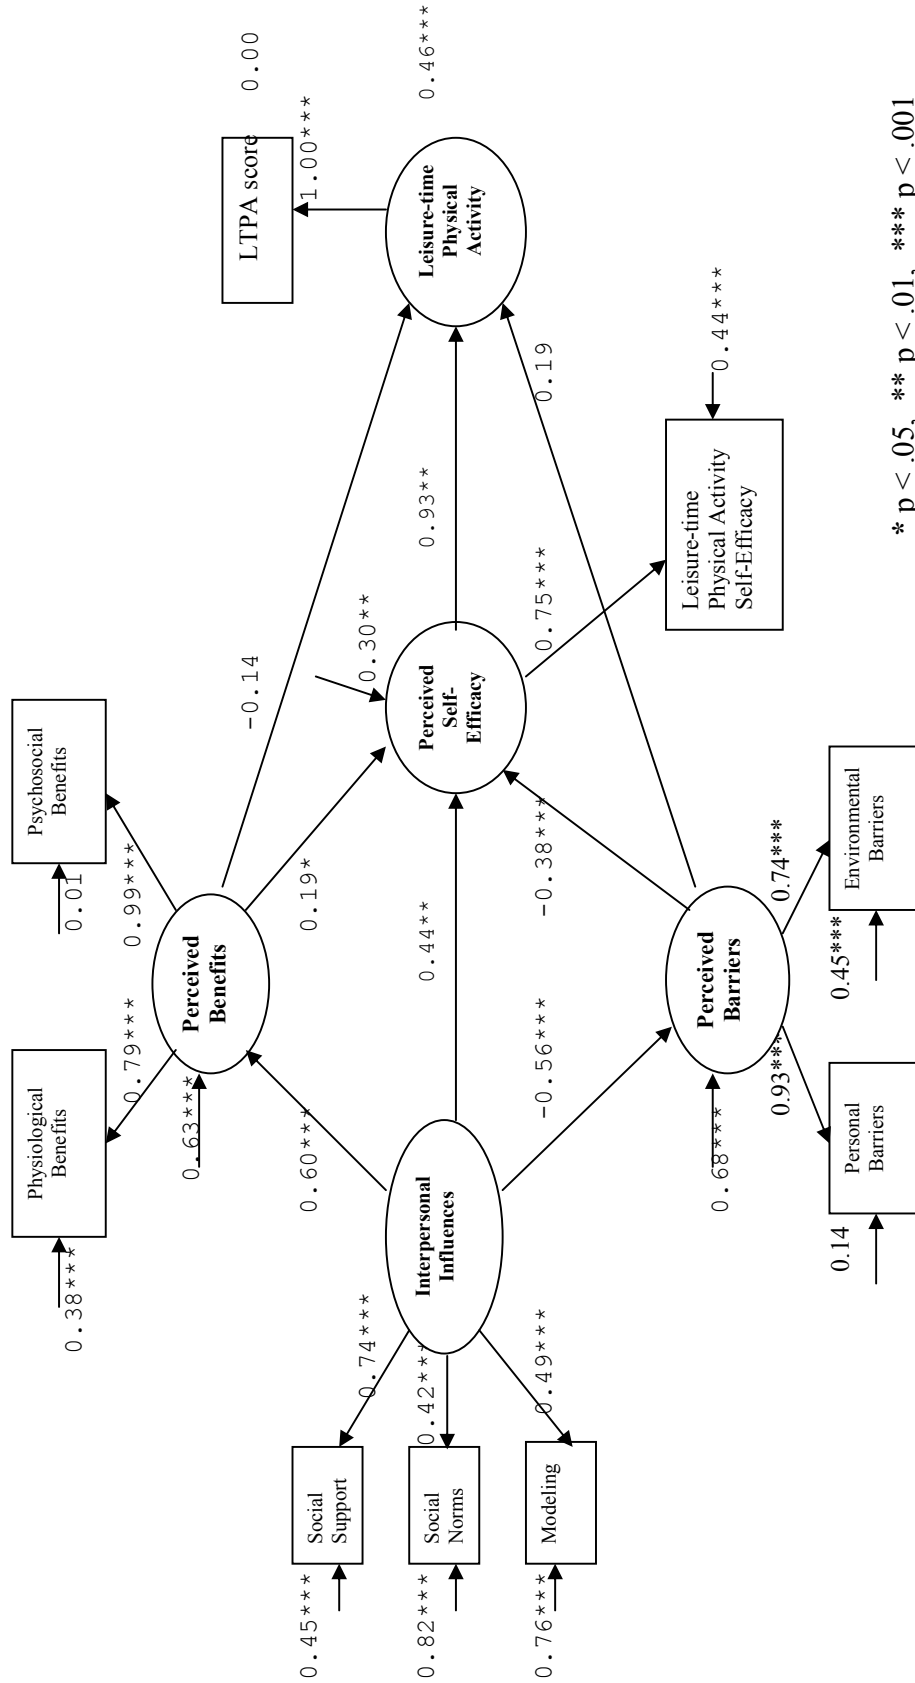 Physiological
Benefits
0.38***
0.79***
Psychosocial
Benefits
0.01
0.99***
Perceived
Benefits
0.63***
0.60***
0.19*
-0.14
LTPA score
0.00
1.00***
Social
Support
0.45***
0.74***
Social
Norms
0.82***
0.42***
Modeling
0.76***
0.49***
Interpersonal
Influences
0.44**
Perceived
Self-
Efficacy
0.30**
0.93**
Leisure-time
Physical
Activity
0.46***
-0.56***
-0.38***
0.75***
0.19
Leisure-time
Physical Activity
Self-Efficacy
0.44***
Perceived
Barriers
0.68***
0.93***
0.74***
Personal
Barriers
0.14
Environmental
Barriers
0.45***
* p < .05, ** p < .01, *** p < .001